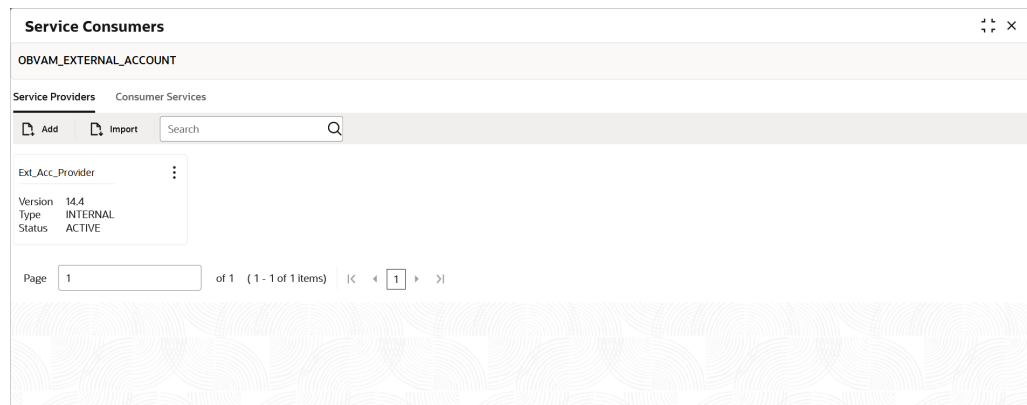 Service Consumers
OBVAM_EXTERNAL_ACCOUNT
Service Providers Consumer Services
Add Import Search
Ext_Acc_Provider
Version 14.4
Type INTERNAL
Status ACTIVE
Page 1 of 1 (1 - 1 of 1 items) 1